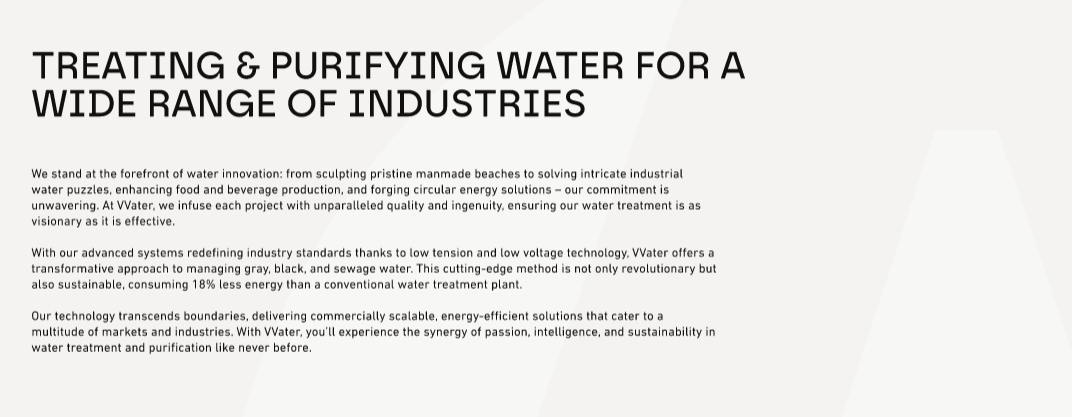 TREATING & PURIFYING WATER FOR A
WIDE RANGE OF INDUSTRIES
We stand at the forefront of water innovation: from sculpting pristine manmade beaches to solving intricate industrial
water puzzles, enhancing food and beverage production, and forging circular energy solutions – our commitment is
unwavering. At VVater, we infuse each project with unparalleled quality and ingenuity, ensuring our water treatment is as
visionary as it is effective.
With our advanced systems redefining industry standards thanks to low tension and low voltage technology, VVater offers a
transformative approach to managing gray, black, and sewage water. This cutting-edge method is not only revolutionary but
also sustainable, consuming 18% less energy than a conventional water treatment plant.
Our technology transcends boundaries, delivering commercially scalable, energy-efficient solutions that cater to a
multitude of markets and industries. With VVater, you'll experience the synergy of passion, intelligence, and sustainability in
water treatment and purification like never before.